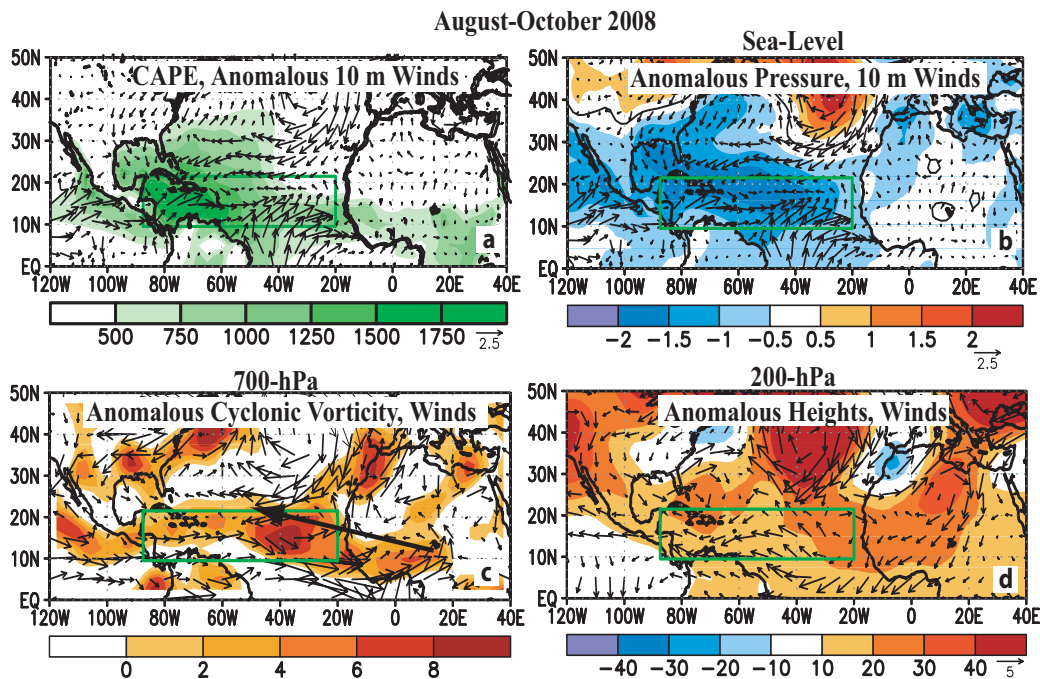 August-October 2008
CAPE, Anomalous 10 m Winds
50N
40N
30N
20N
10N
EQ
a
120W 100W 80W 60W 40W 20W 0 20E 40E
500 750 1000 1250 1500 1750 2.5
Sea-Level
Anomalous Pressure, 10 m Winds
50N
40N
30N
20N
10N
EQ
b
120W 100W 80W 60W 40W 20W 0 20E 40E
-2 -1.5 -1 -0.5 0.5 1 1.5 2 2.5
700-hPa
Anomalous Cyclonic Vorticity, Winds
50N
40N
30N
20N
10N
EQ
c
120W 100W 80W 60W 40W 20W 0 20E 40E
0 2 4 6 8
200-hPa
Anomalous Heights, Winds
50N
40N
30N
20N
10N
EQ
d
120W 100W 80W 60W 40W 20W 0 20E 40E
-40 -30 -20 -10 10 20 30 40 5